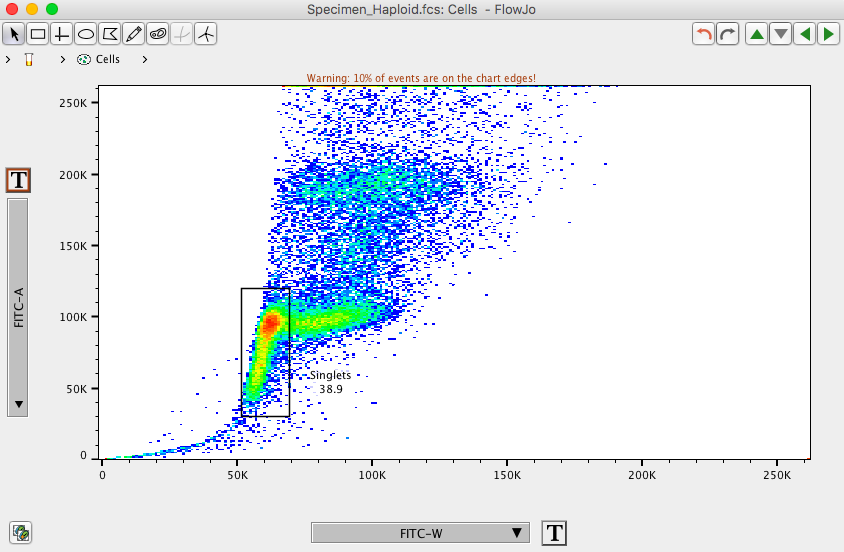 Specimen_Haploid.fcs: Cells - FlowJo
Cells
Warning: 10% of events are on the chart edges!
250K
200K
T
150K
FITC-A
100K
Singlets
38.9
50K
0
0 50K 100K 150K 200K 250K
FITC-W T